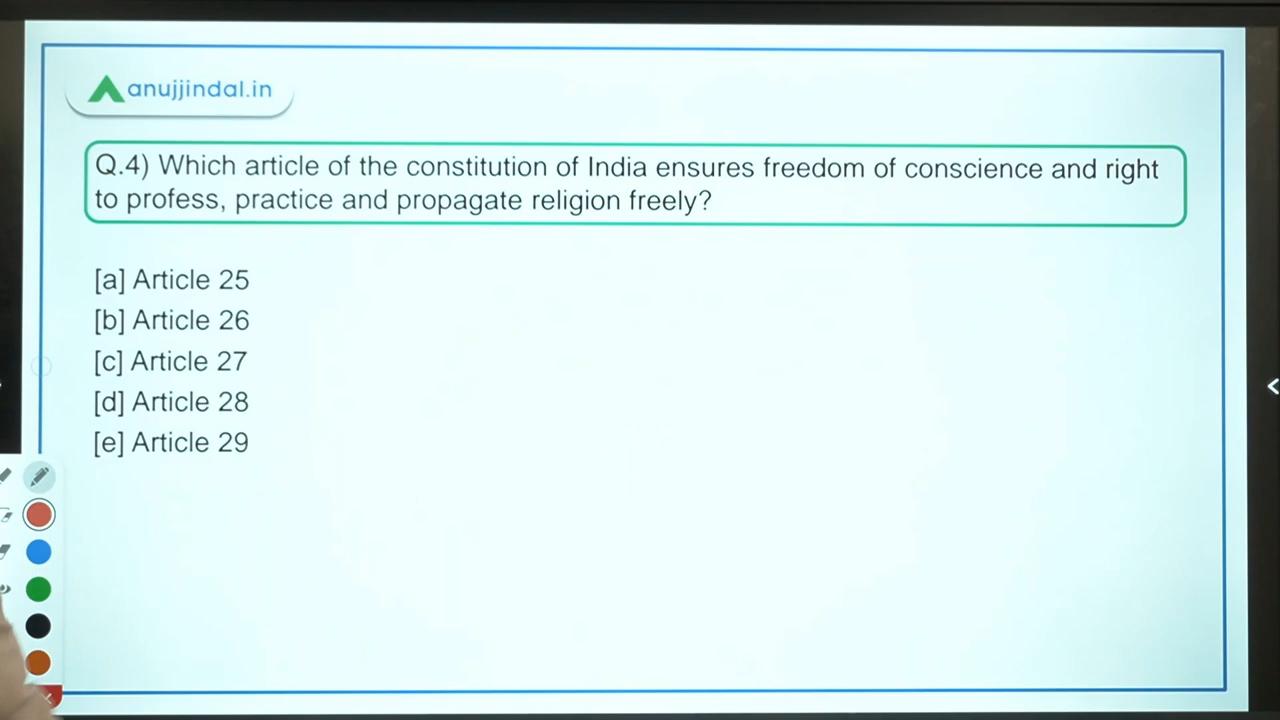 anujjindal.in
Q.4) Which article of the constitution of India ensures freedom of conscience and right
to profess, practice and propagate religion freely?
[a] Article 25
[b] Article 26
[c] Article 27
[d] Article 28
[e] Article 29